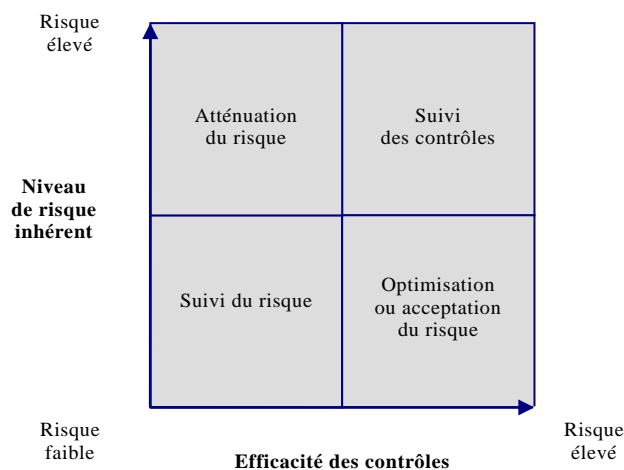 Risque
élevé
Atténuation
du risque
Suivi
des contrôles
Niveau
de risque
inhérent
Suivi du risque
Optimisation
ou acceptation
du risque
Risque
faible
Efficacité des contrôles
Risque
élevé